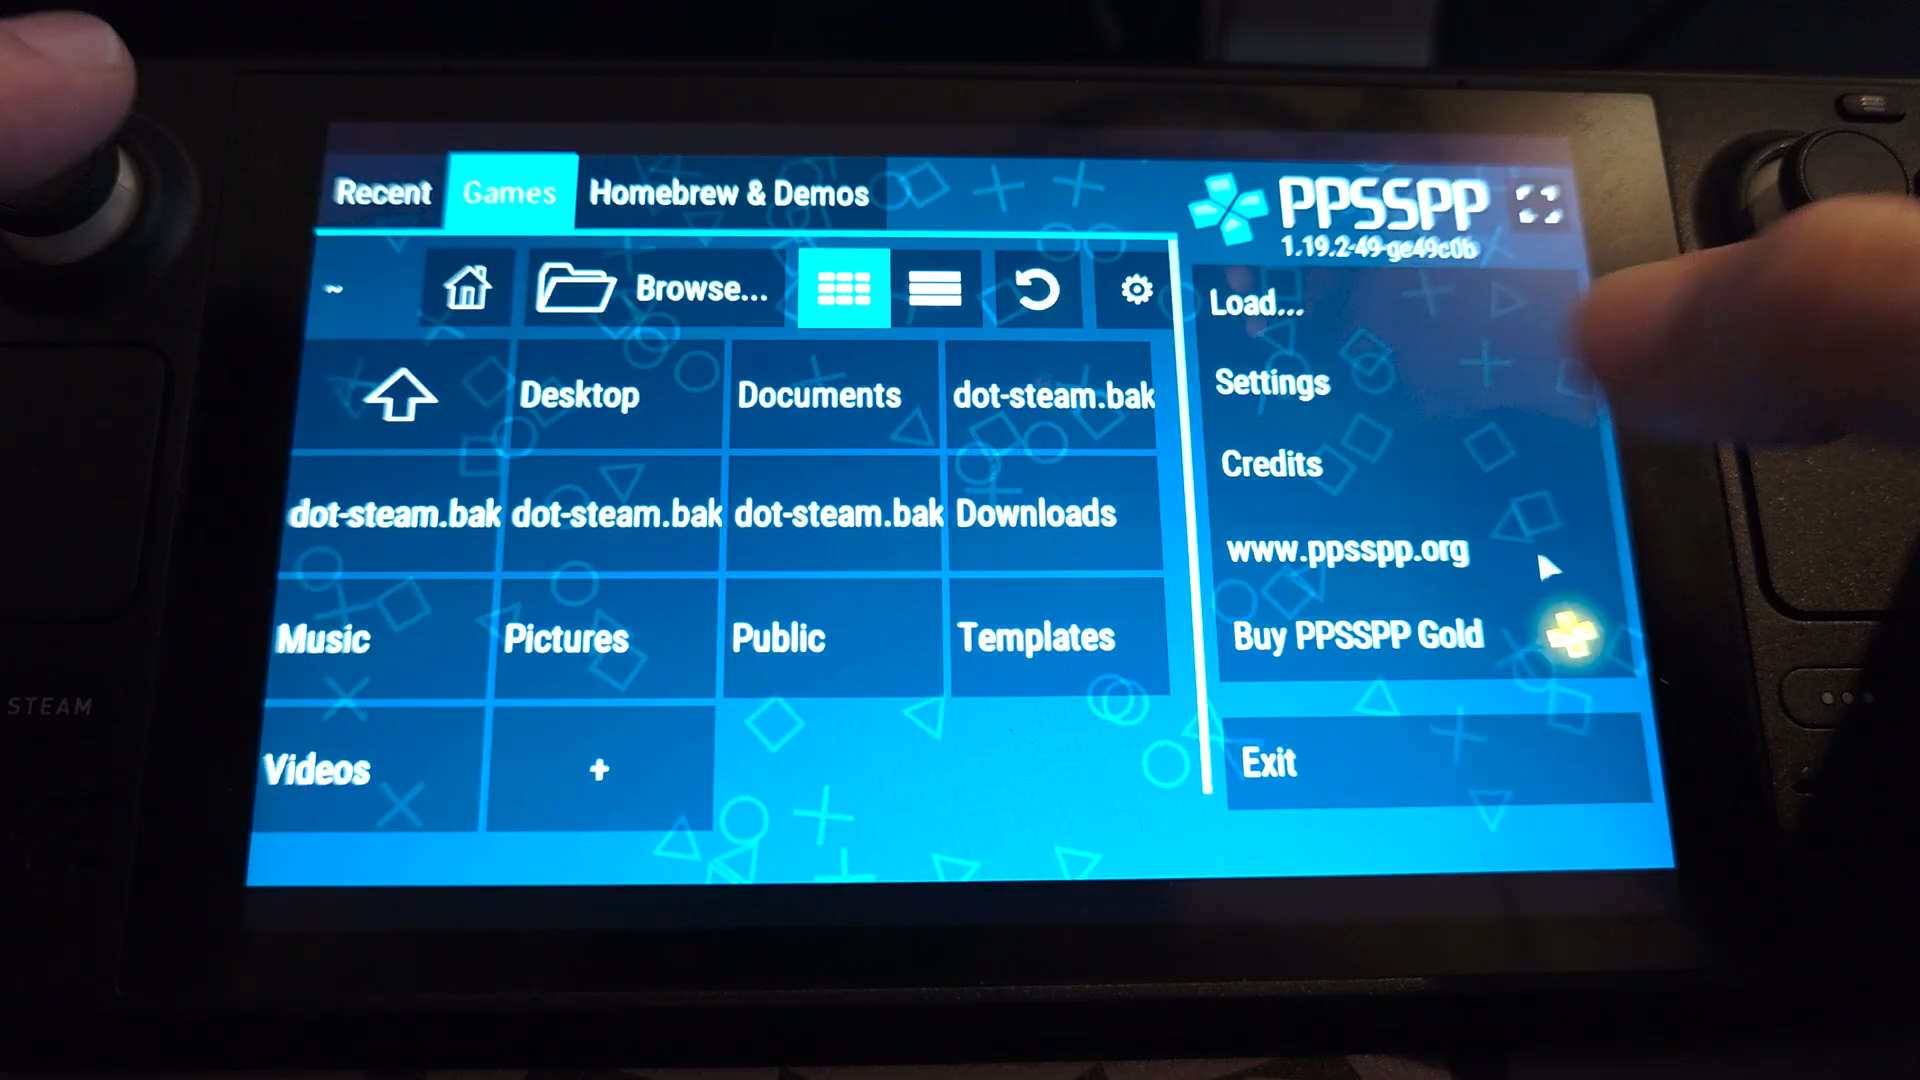 Recent Games Homebrew & Demos
PPSSPP
1.19.2-49-ge49c0b
~ Browse...
Load...
Settings
Credits
www.ppsspp.org
Buy PPSSPP Gold
Exit
Desktop Documents dot-steam.bak
dot-steam.bak dot-steam.bak dot-steam.bak Downloads
Music Pictures Public Templates
Videos +
STEAM